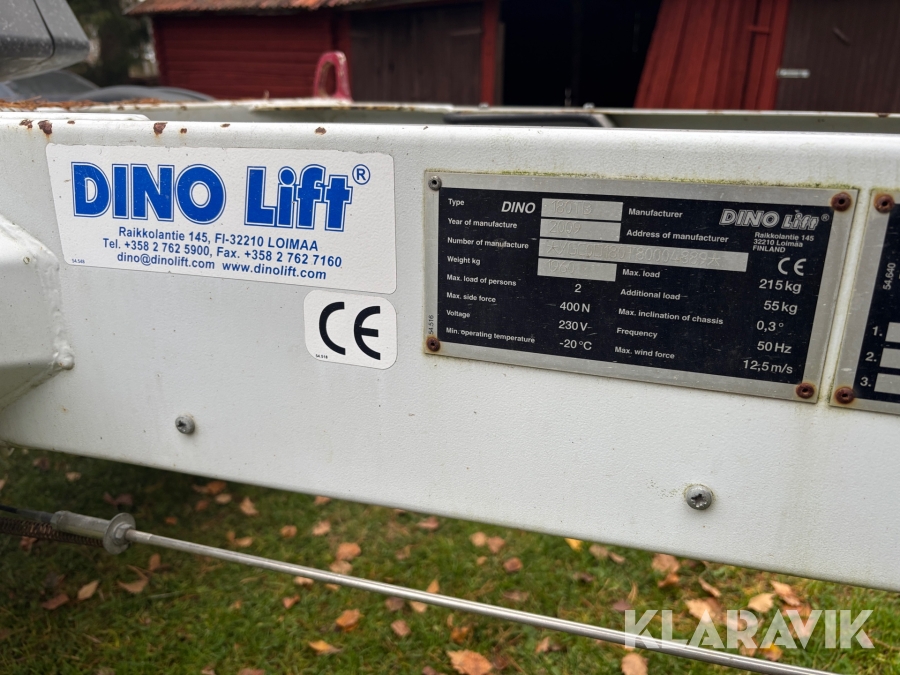 DINO Lift®
Raikkolantie 145, FI-32210 LOIMAA
Tel. +358 2 762 5900, Fax. +358 2 762 7160
dino@dinolift.com www.dinolift.com
54.516
Type DINO
Year of manufacture
Number of manufacture
Weight kg
Max. load of persons 2
Max. side force 400 N
Voltage 230 V
Min. operating temperature -20 °C
Manufacturer DINO Lift®
Address of manufacturer Raikkolantie 145
32210 Loimaa
FINLAND
CE
Max. load 215 kg
Additional load 55 kg
Max. inclination of chassis 0,3°
Frequency 50 Hz
Max. wind force 12,5 m/s
CE
54.640
1.
2.
3.
KLARAVIK